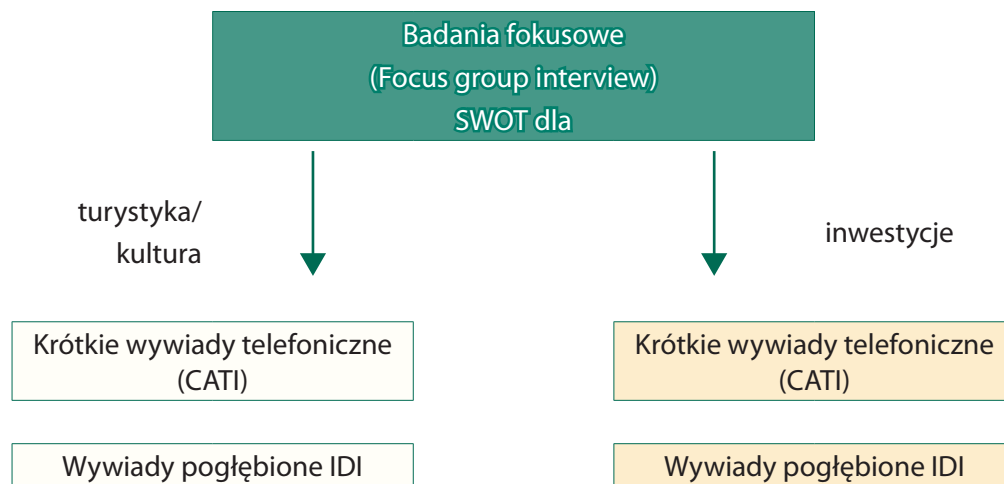 Badania fokusowe
(Focus group interview)
SWOT dla
turystyka/
kultura
inwestycje
Krótkie wywiady telefoniczne
(CATI)
Krótkie wywiady telefoniczne
(CATI)
Wywiady pogłębione IDI
Wywiady pogłębione IDI